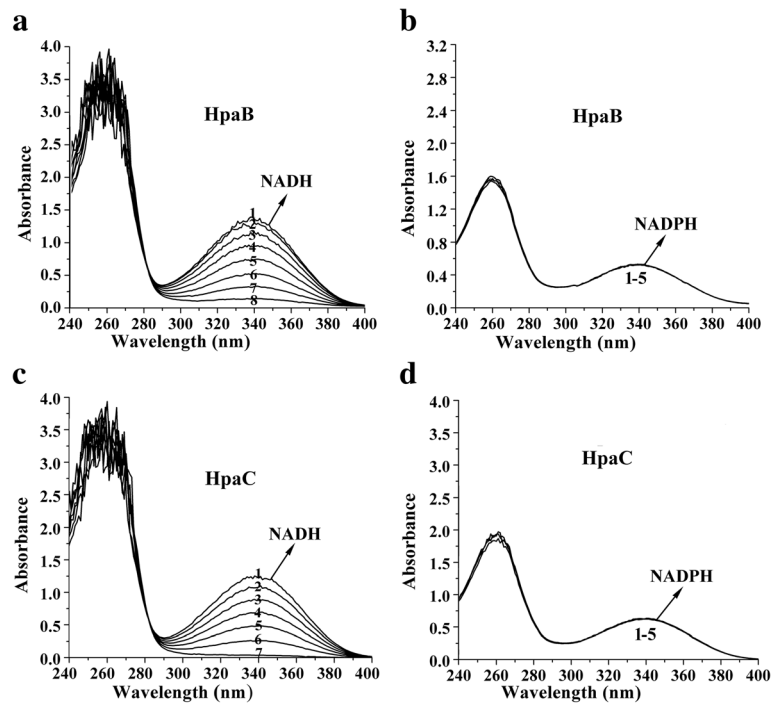 a
4.0
3.5
3.0
2.5
2.0
1.5
1.0
0.5
0.0
Absorbance
HpaB
NADH
1
2
3
4
5
6
7
8
240 260 280 300 320 340 360 380 400
Wavelength (nm)
b
3.2
2.8
2.4
2.0
1.6
1.2
0.8
0.4
0.0
Absorbance
HpaB
NADPH
1-5
240 260 280 300 320 340 360 380 400
Wavelength (nm)
c
4.0
3.5
3.0
2.5
2.0
1.5
1.0
0.5
0.0
Absorbance
HpaC
NADH
1
2
3
4
5
6
7
240 260 280 300 320 340 360 380 400
Wavelength (nm)
d
4.0
3.5
3.0
2.5
2.0
1.5
1.0
0.5
0.0
Absorbance
HpaC
NADPH
1-5
240 260 280 300 320 340 360 380 400
Wavelength (nm)